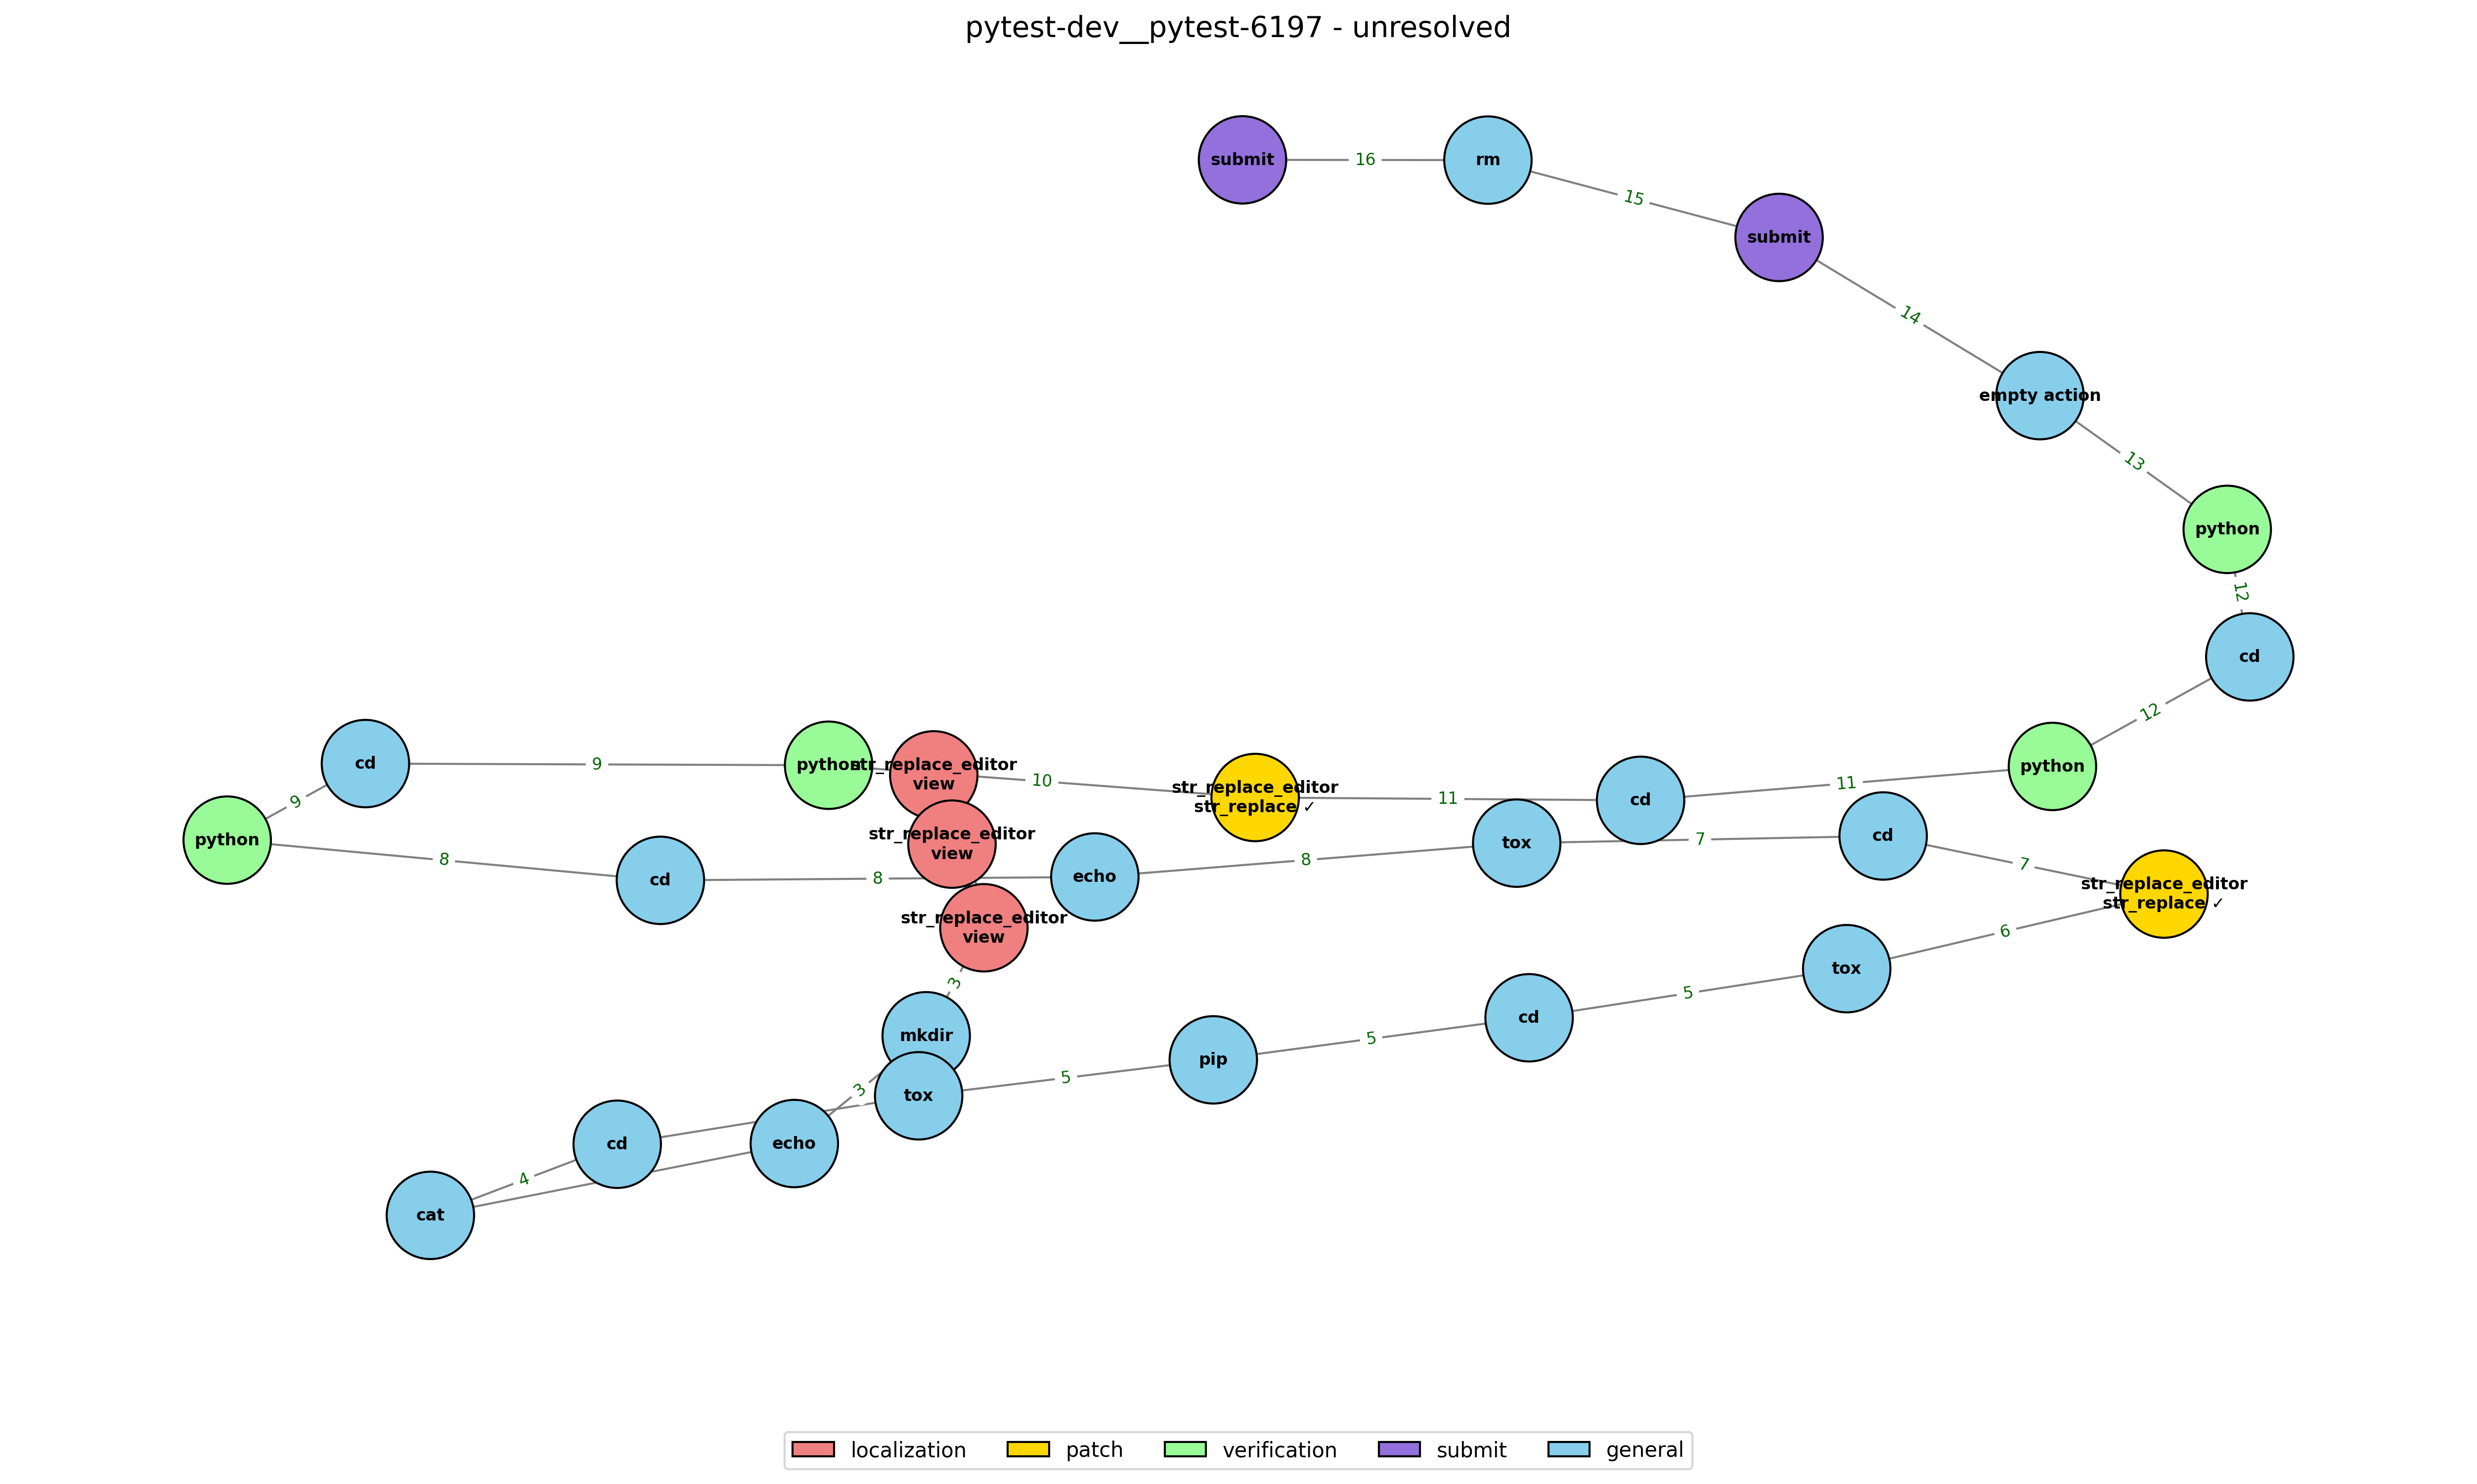 pytest-dev__pytest-6197 - unresolved
submit
16
rm
15
submit
14
empty action
13
python
12
cd
12
python
11
cd
11
str_replace_editor
str_replace ✓
10
str_replace_editor
view
python
9
cd
9
python
8
cd
8
echo
8
tox
7
cd
7
str_replace_editor
str_replace ✓
6
tox
5
cd
5
pip
5
tox
cd
4
cat
echo
3
mkdir
3
str_replace_editor
view
str_replace_editor
view
localization
patch
verification
submit
general